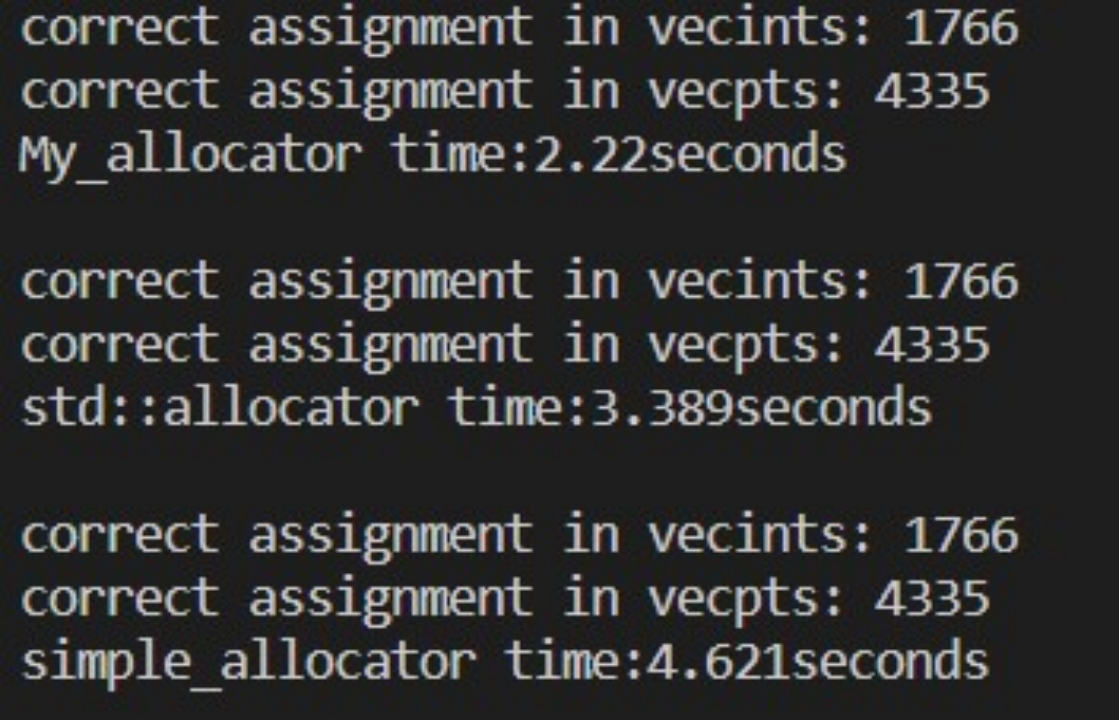 correct assignment in vecints: 1766
correct assignment in vecpts: 4335
My_allocator time:2.22seconds
correct assignment in vecints: 1766
correct assignment in vecpts: 4335
std::allocator time:3.389seconds
correct assignment in vecints: 1766
correct assignment in vecpts: 4335
simple_allocator time:4.621seconds